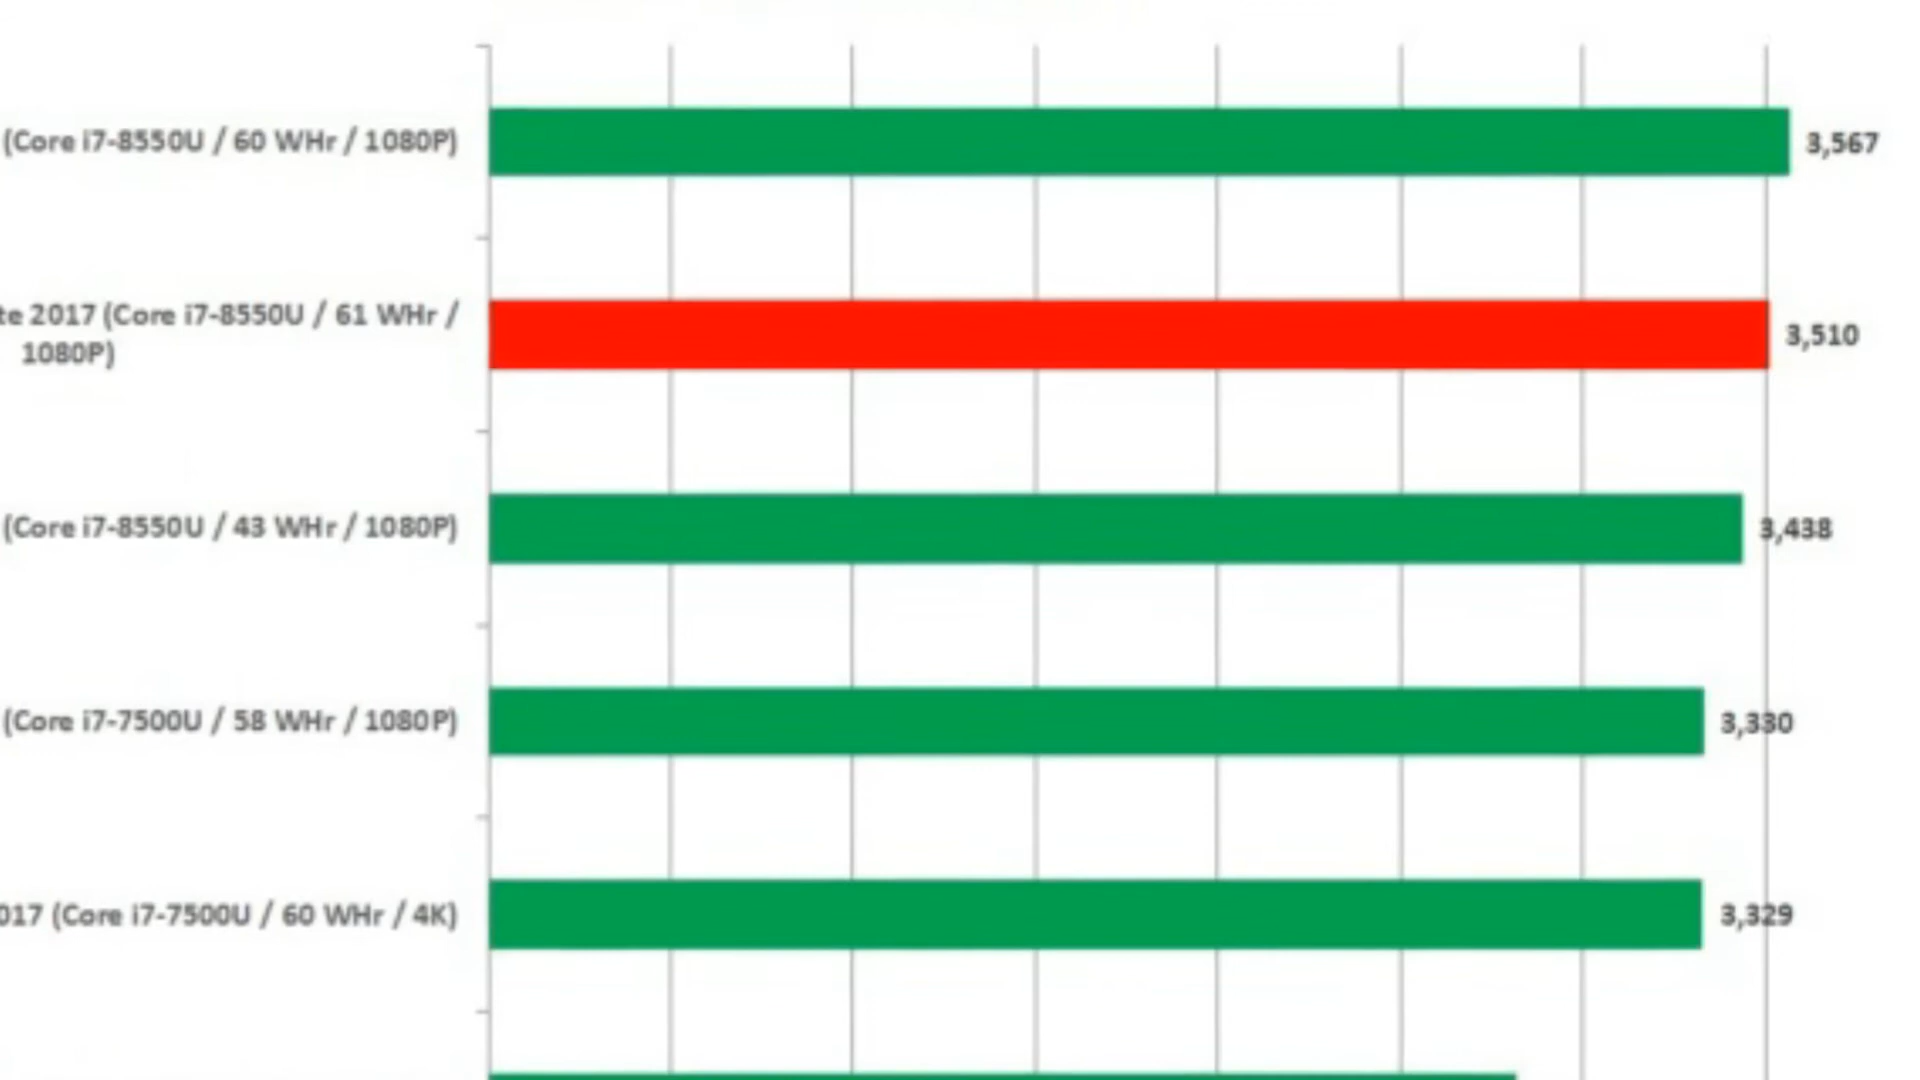 (Core i7-8550U / 60 WHr / 1080P) 3,567
2017 (Core i7-8550U / 61 WHr / 3,510
1080P)
(Core i7-8550U / 43 WHr / 1080P) 3,438
(Core i7-7500U / 58 WHr / 1080P) 3,330
017 (Core i7-7500U / 60 WHr / 4K) 3,329